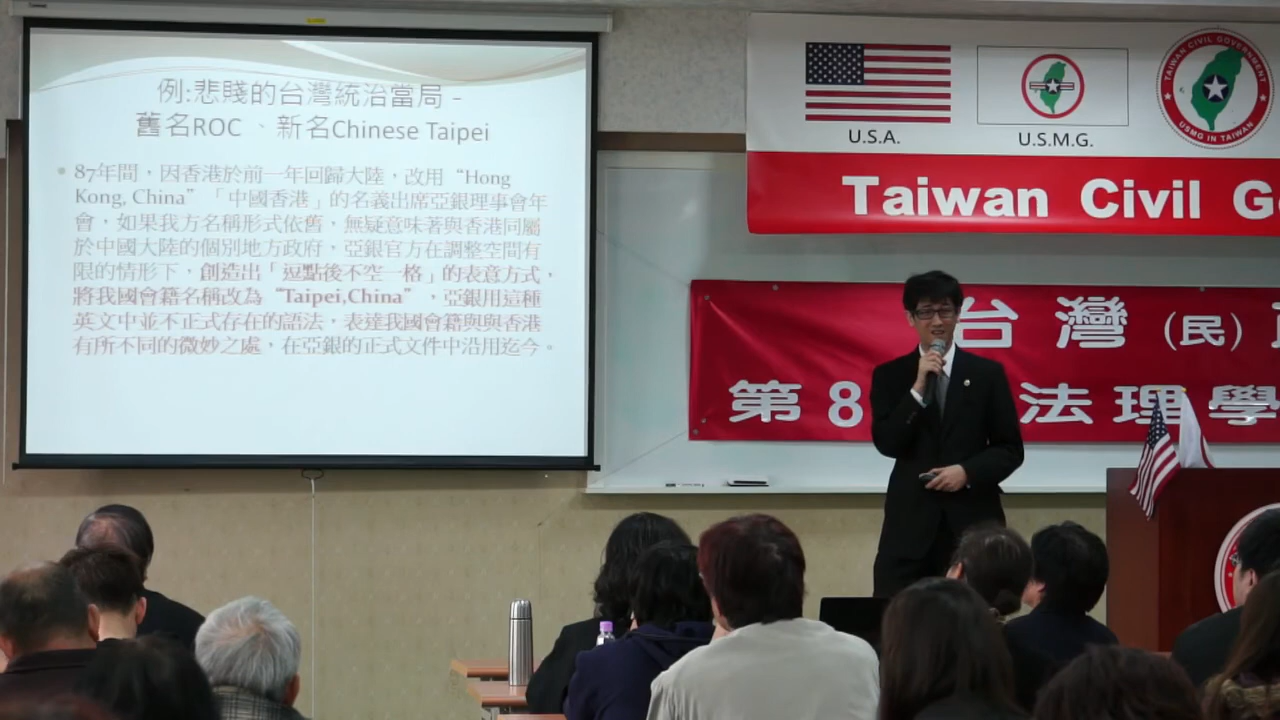 例:悲賤的台灣統治當局 –
舊名ROC 、新名Chinese Taipei
87年間，因香港於前一年回歸大陸，改用“Hong
Kong, China”「中國香港」的名義出席亞銀理事會年
會，如果我方名稱形式依舊，無疑意味著與香港同屬
於中國大陸的個別地方政府，亞銀官方在調整空間有
限的情形下，創造出「逗點後不空一格」的表意方式，
將我國會籍名稱改為“Taipei,China”，亞銀用這種
英文中並不正式存在的語法，表達我國會籍與與香港
有所不同的微妙之處，在亞銀的正式文件中沿用迄今。
U.S.A.
U.S.M.G.
TAIWAN CIVIL GOVERNMENT
USMG IN TAIWAN
Taiwan Civil G
台灣(民)
第8 法理學